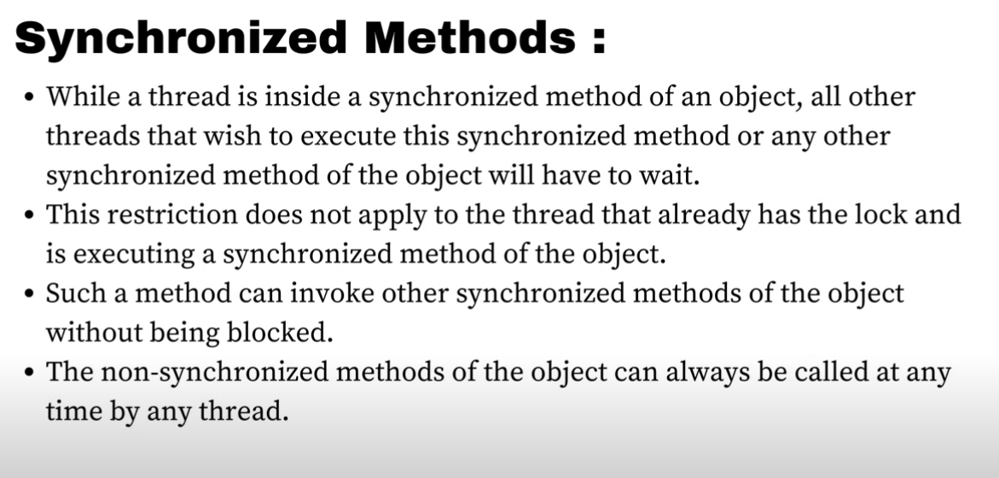 Synchronized Methods :
• While a thread is inside a synchronized method of an object, all other
threads that wish to execute this synchronized method or any other
synchronized method of the object will have to wait.
• This restriction does not apply to the thread that already has the lock and
is executing a synchronized method of the object.
• Such a method can invoke other synchronized methods of the object
without being blocked.
• The non-synchronized methods of the object can always be called at any
time by any thread.